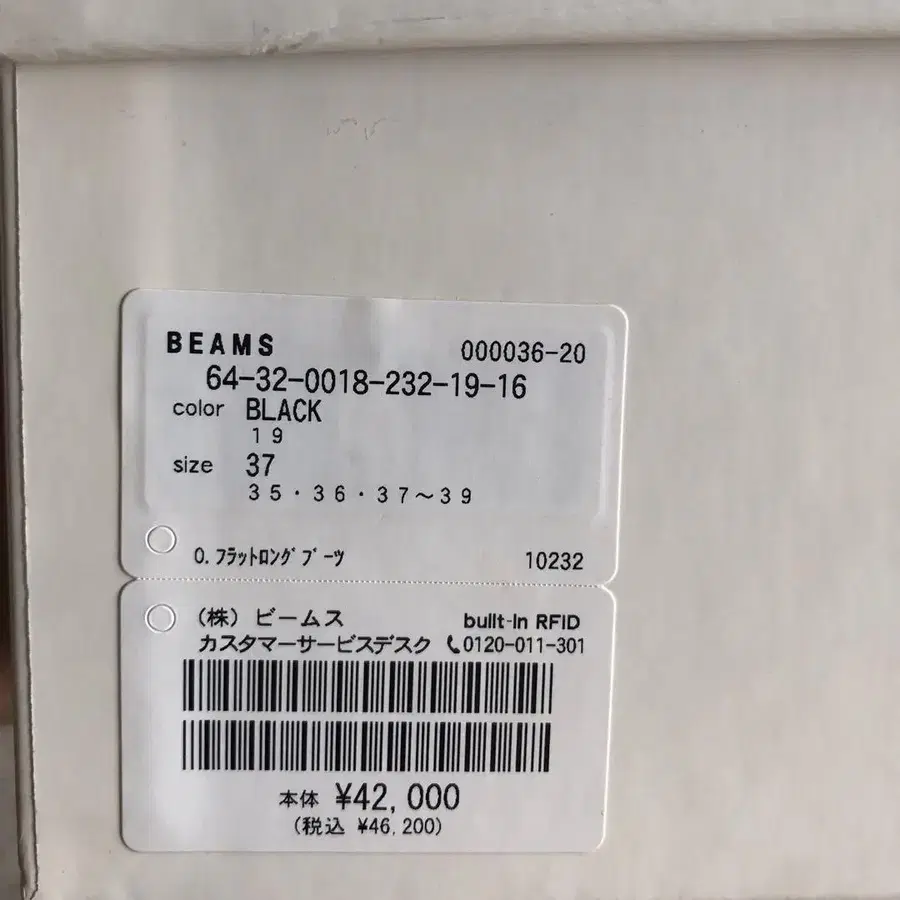 BEAMS 000036-20
64-32-0018-232-19-16
color BLACK
19
size 37
35・36・37～39
O. フラットロングブーツ 10232
(株) ビームス built-in RFID
カスタマーサービスデスク 0120-011-301
本体 ¥42,000
(税込 ¥46,200)